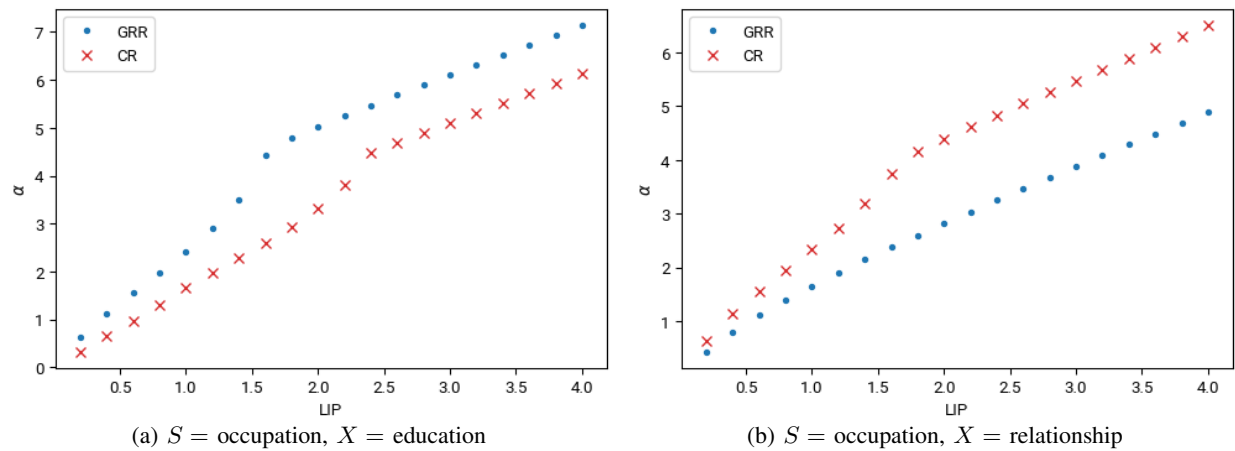 GRR
CR
7
6
5
4
3
2
1
0
α
0.5 1.0 1.5 2.0 2.5 3.0 3.5 4.0
LIP
(a) S = occupation, X = education
GRR
CR
6
5
4
3
2
1
α
0.5 1.0 1.5 2.0 2.5 3.0 3.5 4.0
LIP
(b) S = occupation, X = relationship